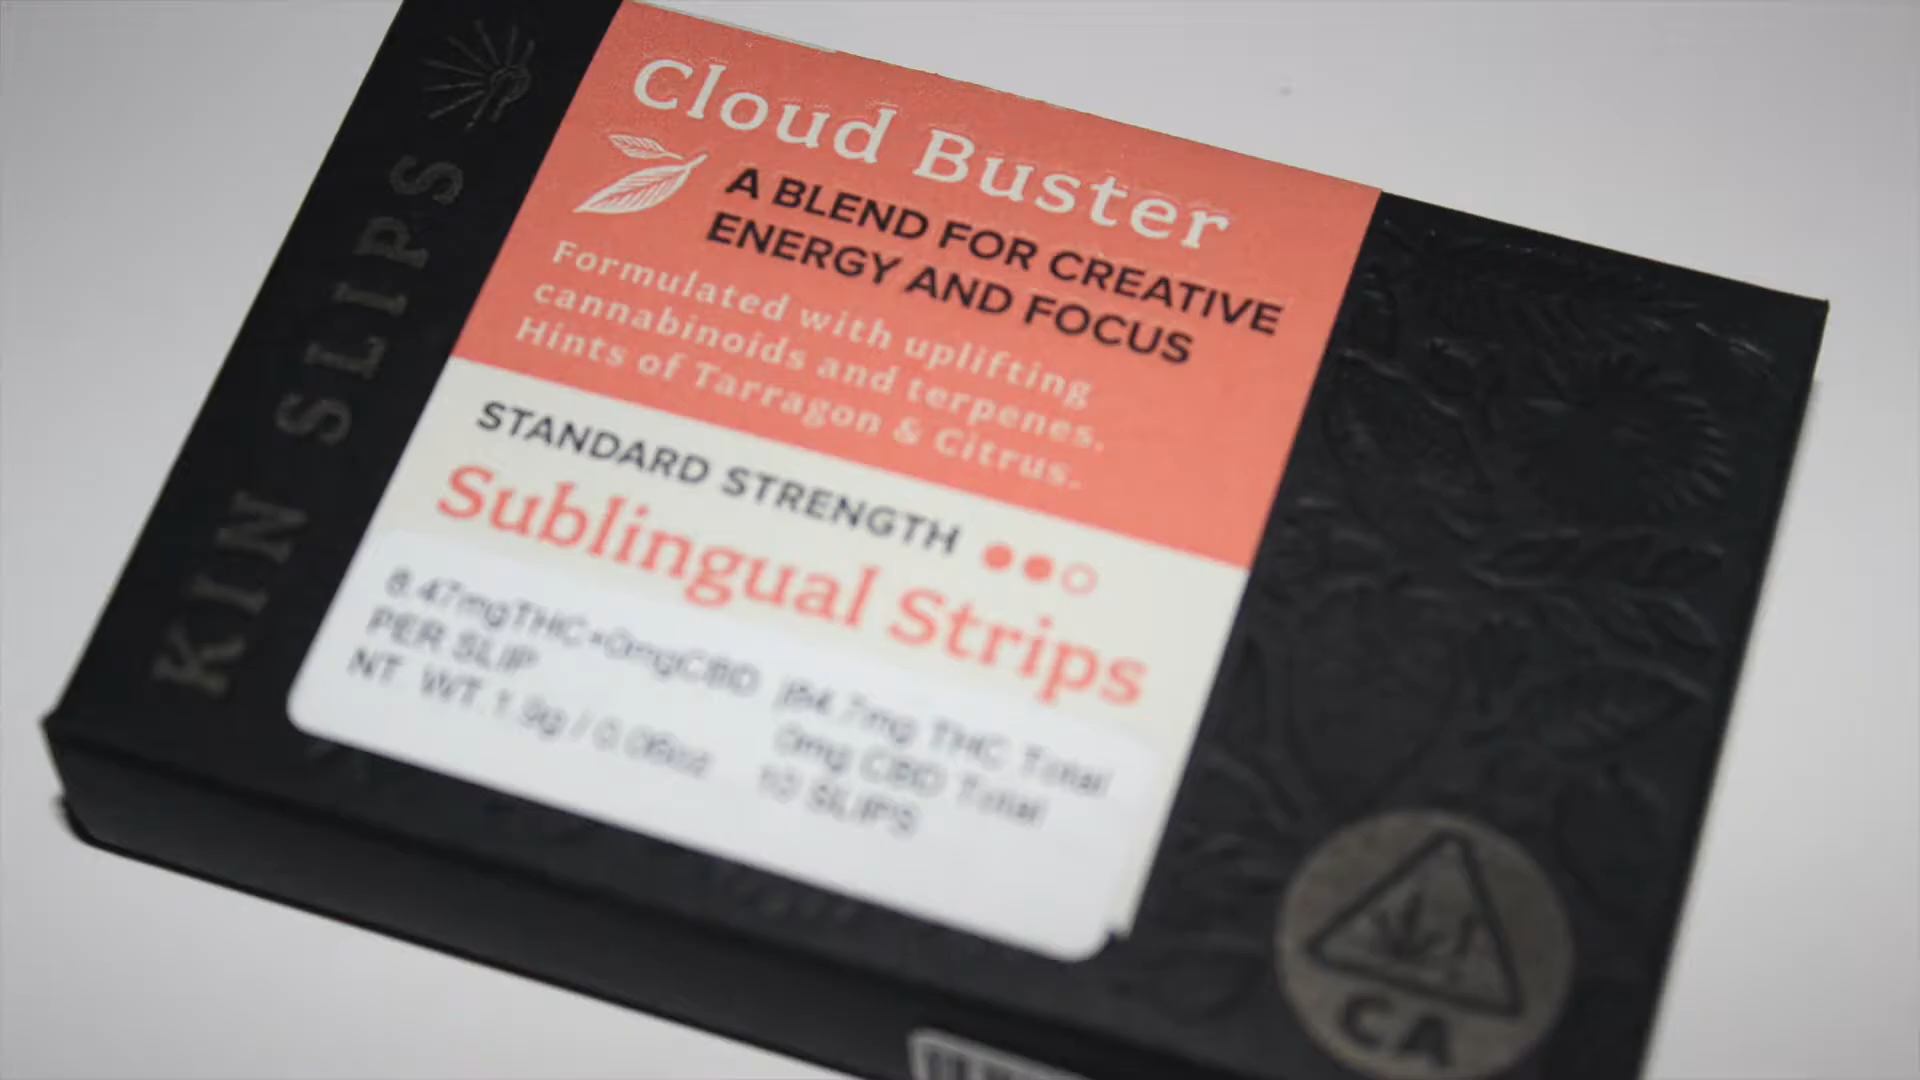 KIN SLIPS
Cloud Buster
A BLEND FOR CREATIVE
ENERGY AND FOCUS
Formulated with uplifting
cannabinoids and terpenes.
Hints of Tarragon & Citrus.
STANDARD STRENGTH
Sublingual Strips
8.47mgTHC+0mgCBD
PER SLIP
NT. WT. 1.9g / 0.06oz
84.7mg THC Total
0mg CBD Total
10 SLIPS
CA